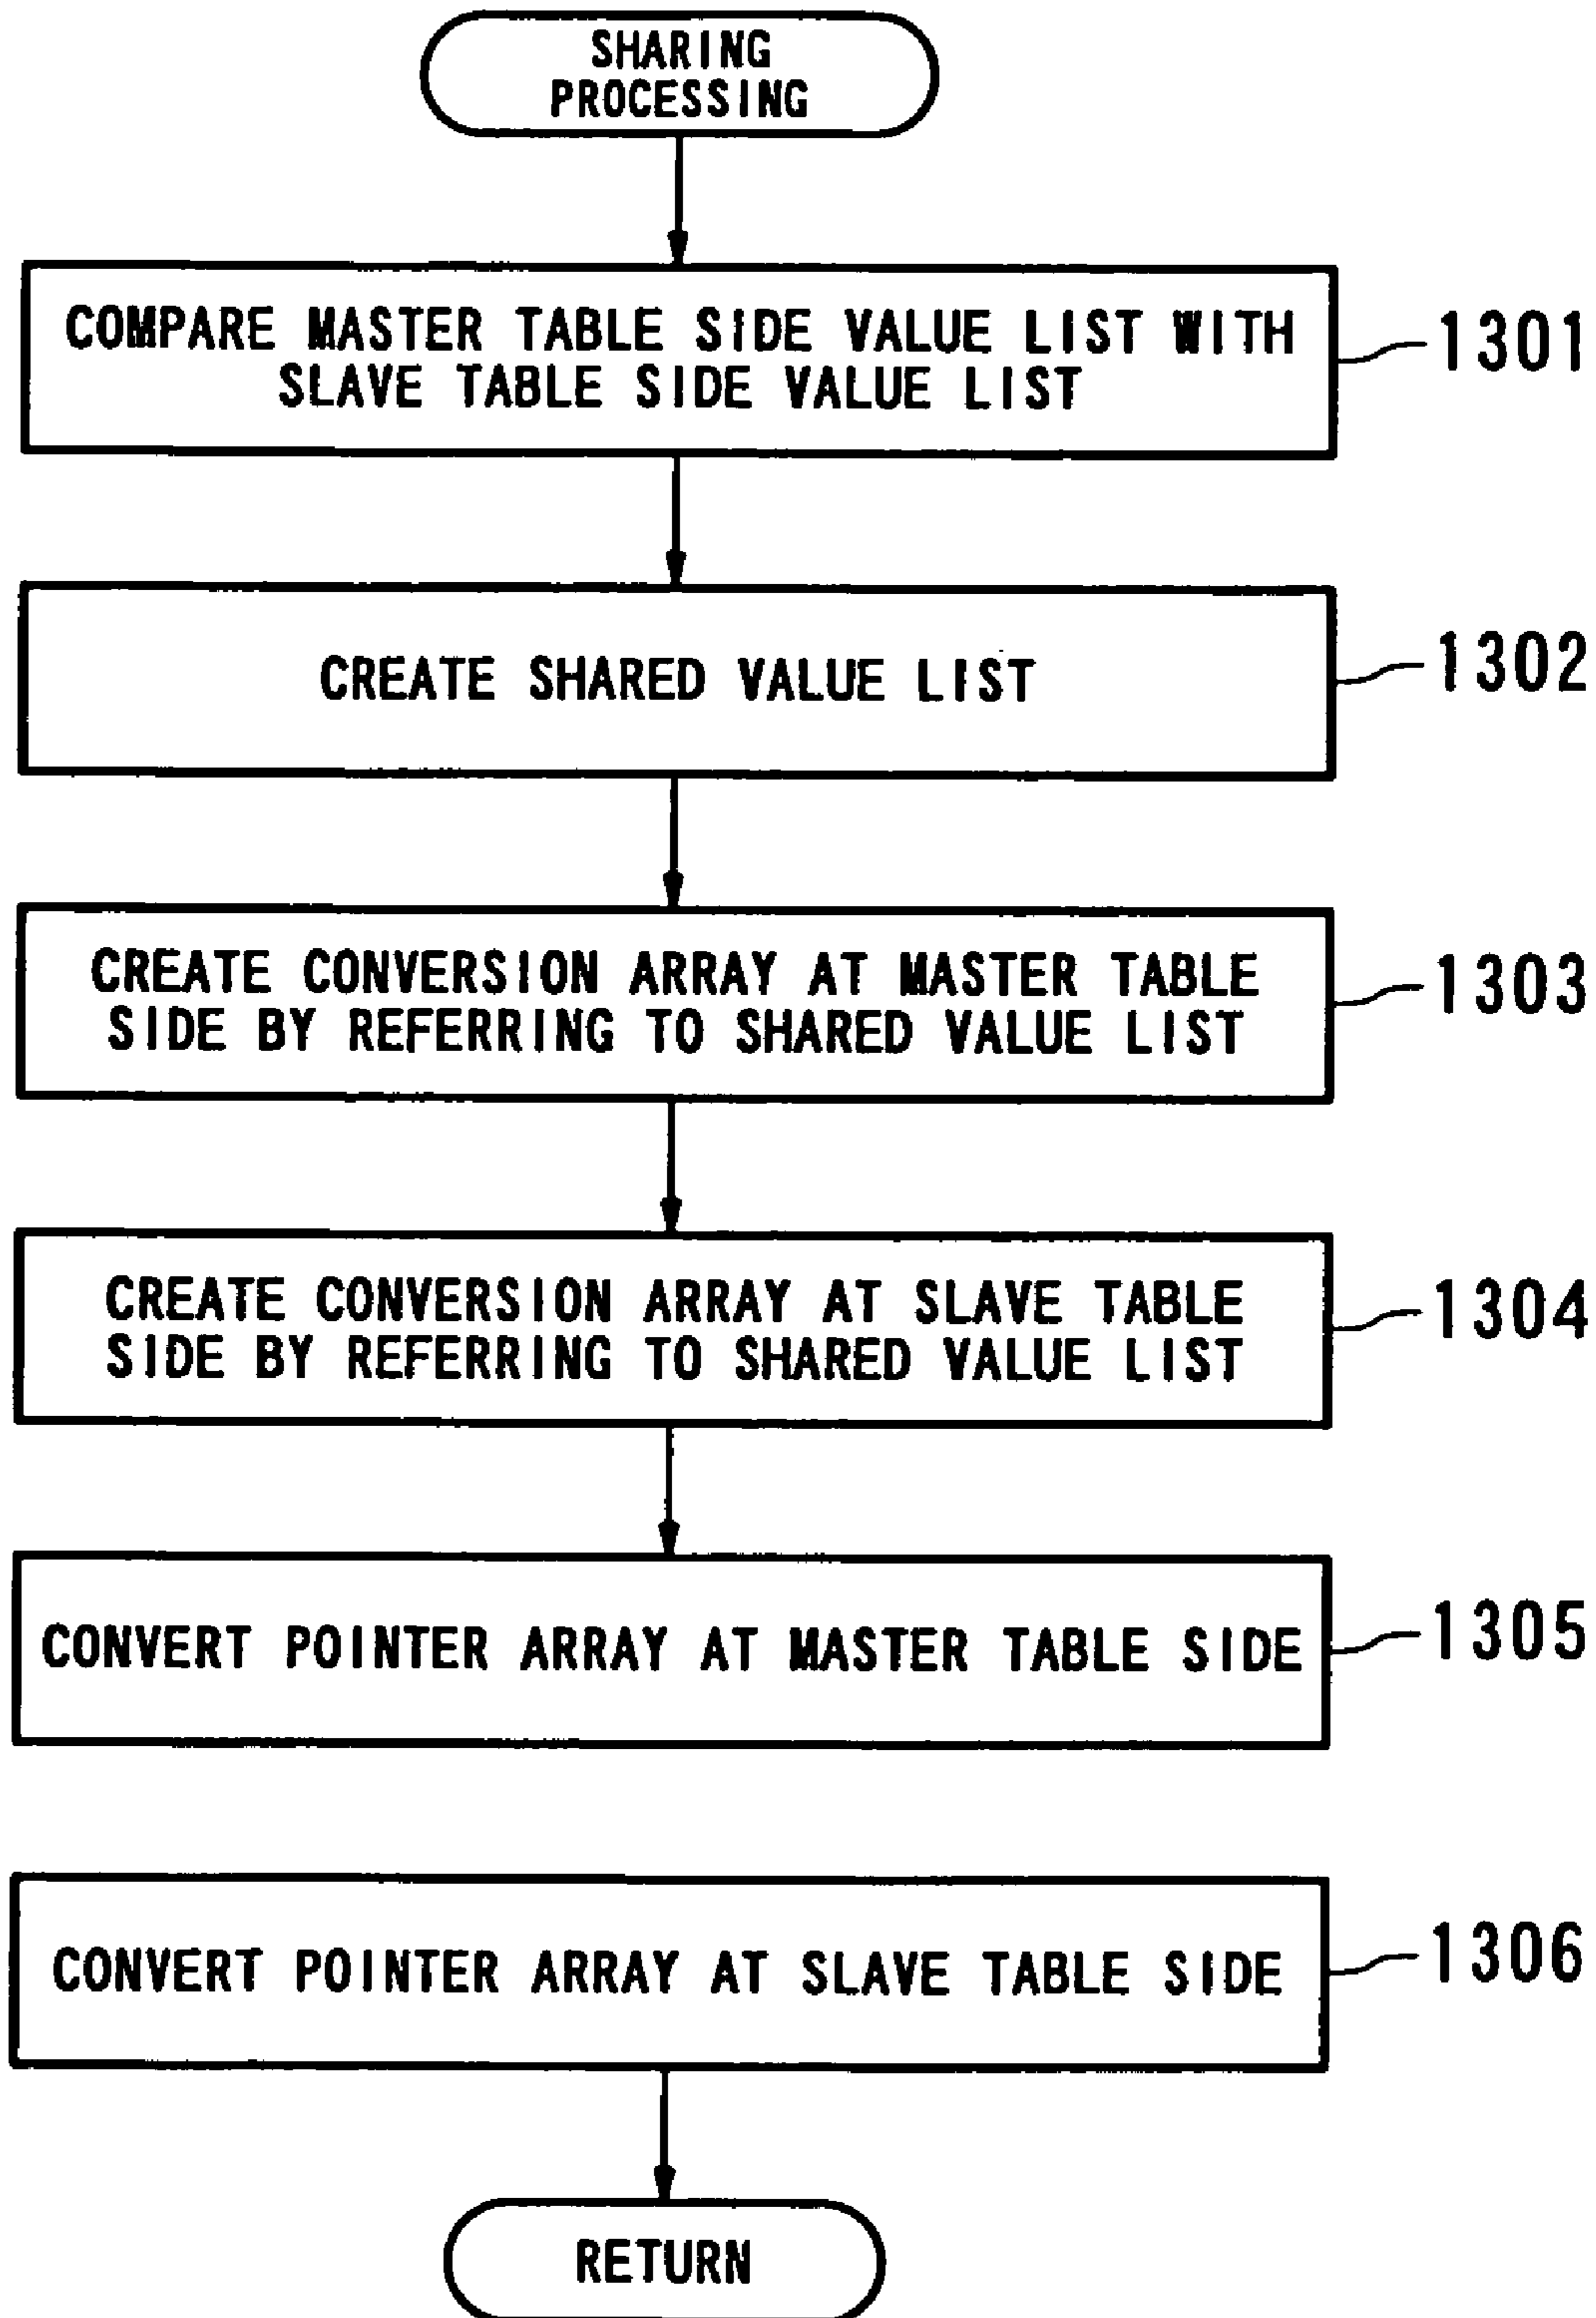 SHARING
PROCESSING
COMPARE MASTER TABLE SIDE VALUE LIST WITH
SLAVE TABLE SIDE VALUE LIST
1301
CREATE SHARED VALUE LIST
1302
CREATE CONVERSION ARRAY AT MASTER TABLE
SIDE BY REFERRING TO SHARED VALUE LIST
1303
CREATE CONVERSION ARRAY AT SLAVE TABLE
SIDE BY REFERRING TO SHARED VALUE LIST
1304
CONVERT POINTER ARRAY AT MASTER TABLE SIDE
1305
CONVERT POINTER ARRAY AT SLAVE TABLE SIDE
1306
RETURN